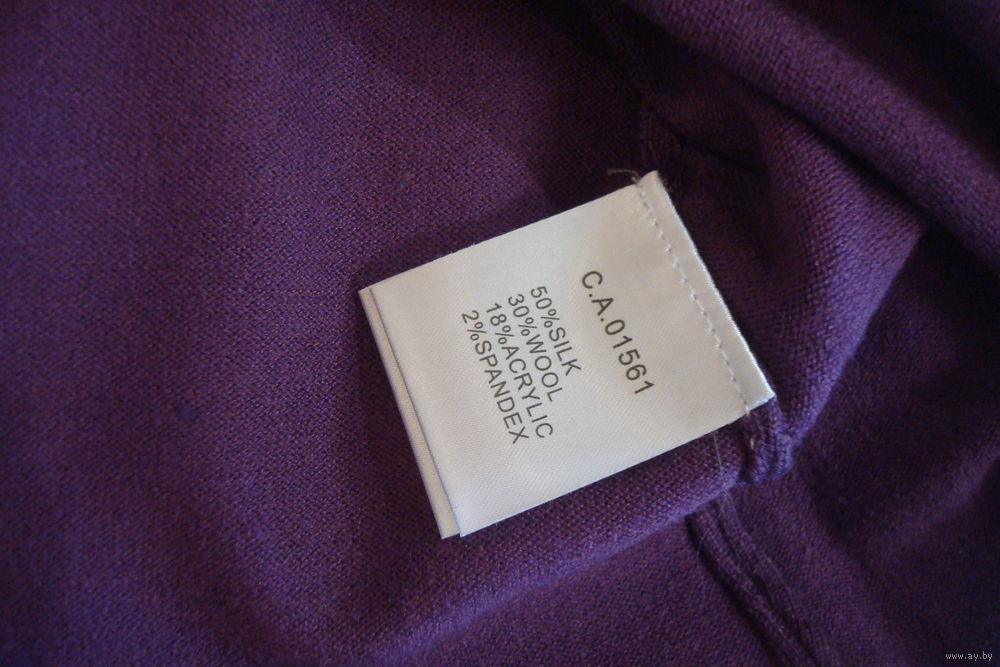 C.A.01561
50%SILK
30%WOOL
18%ACRYLIC
2%SPANDEX
www.ay.by